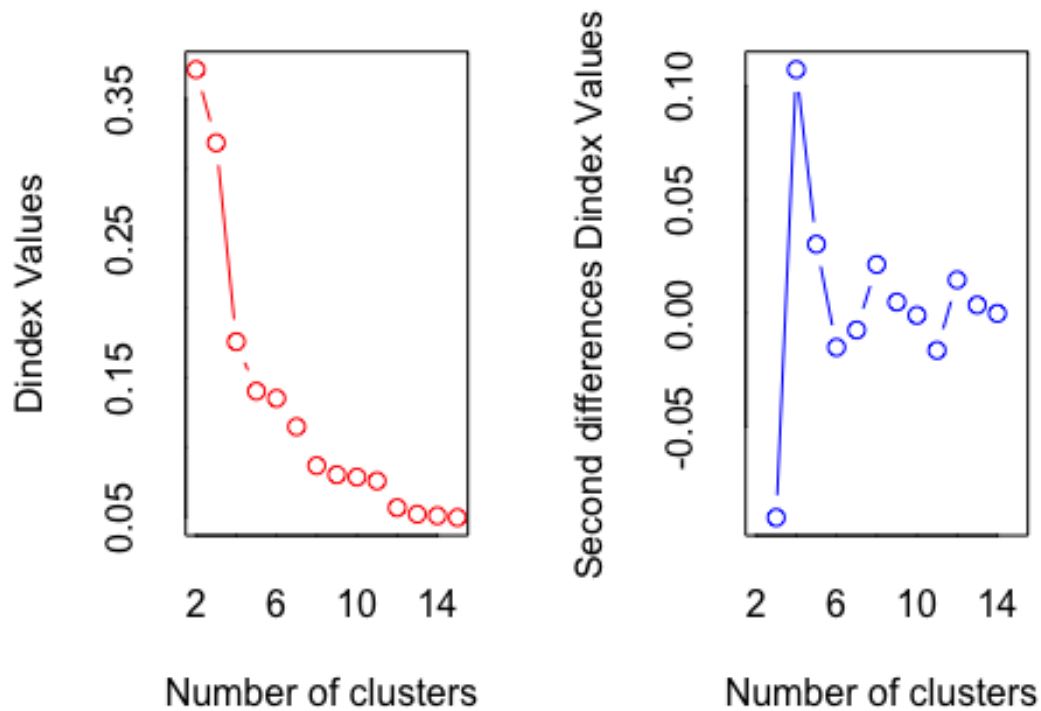 Dindex Values
0.35
0.25
0.15
0.05
2 6 10 14
Number of clusters
Second differences Dindex Values
0.10
0.05
0.00
-0.05
2 6 10 14
Number of clusters